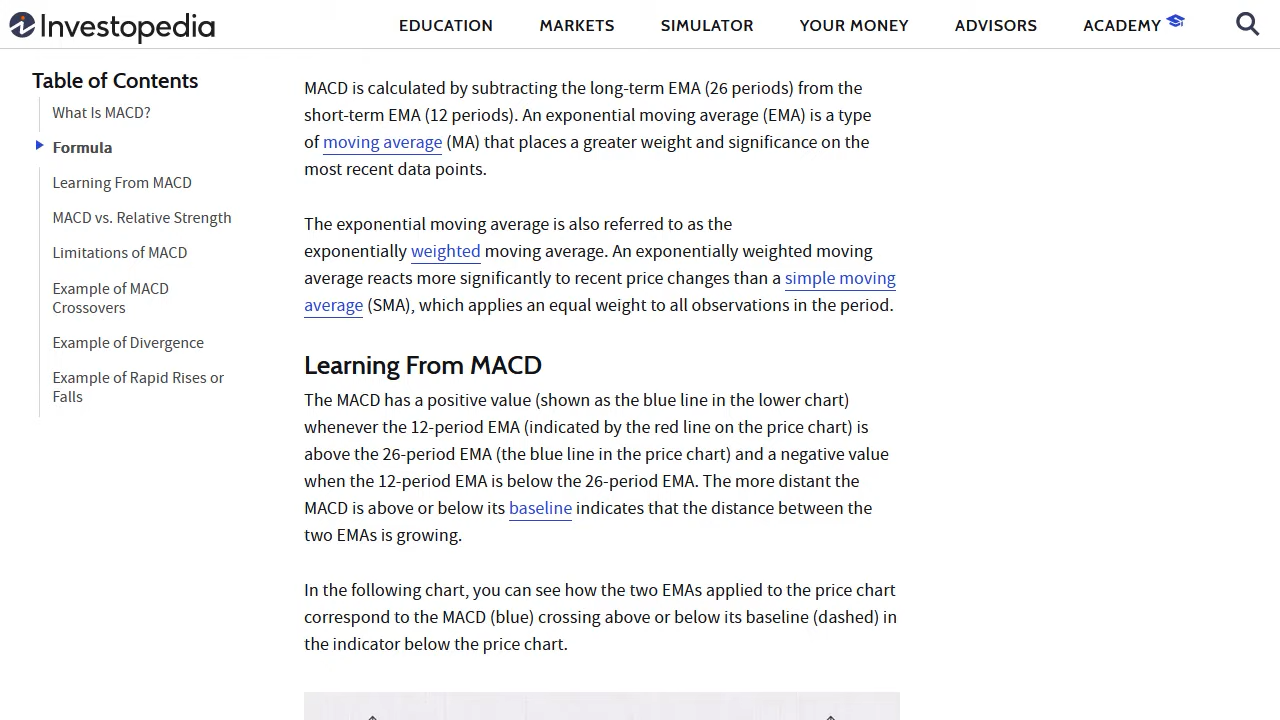 Investopedia
EDUCATION
MARKETS
SIMULATOR
YOUR MONEY
ADVISORS
ACADEMY
Table of Contents
What Is MACD?
Formula
Learning From MACD
MACD vs. Relative Strength
Limitations of MACD
Example of MACD
Crossovers
Example of Divergence
Example of Rapid Rises or
Falls
MACD is calculated by subtracting the long-term EMA (26 periods) from the
short-term EMA (12 periods). An exponential moving average (EMA) is a type
of moving average (MA) that places a greater weight and significance on the
most recent data points.
The exponential moving average is also referred to as the
exponentially weighted moving average. An exponentially weighted moving
average reacts more significantly to recent price changes than a simple moving
average (SMA), which applies an equal weight to all observations in the period.
Learning From MACD
The MACD has a positive value (shown as the blue line in the lower chart)
whenever the 12-period EMA (indicated by the red line on the price chart) is
above the 26-period EMA (the blue line in the price chart) and a negative value
when the 12-period EMA is below the 26-period EMA. The more distant the
MACD is above or below its baseline indicates that the distance between the
two EMAs is growing.
In the following chart, you can see how the two EMAs applied to the price chart
correspond to the MACD (blue) crossing above or below its baseline (dashed) in
the indicator below the price chart.